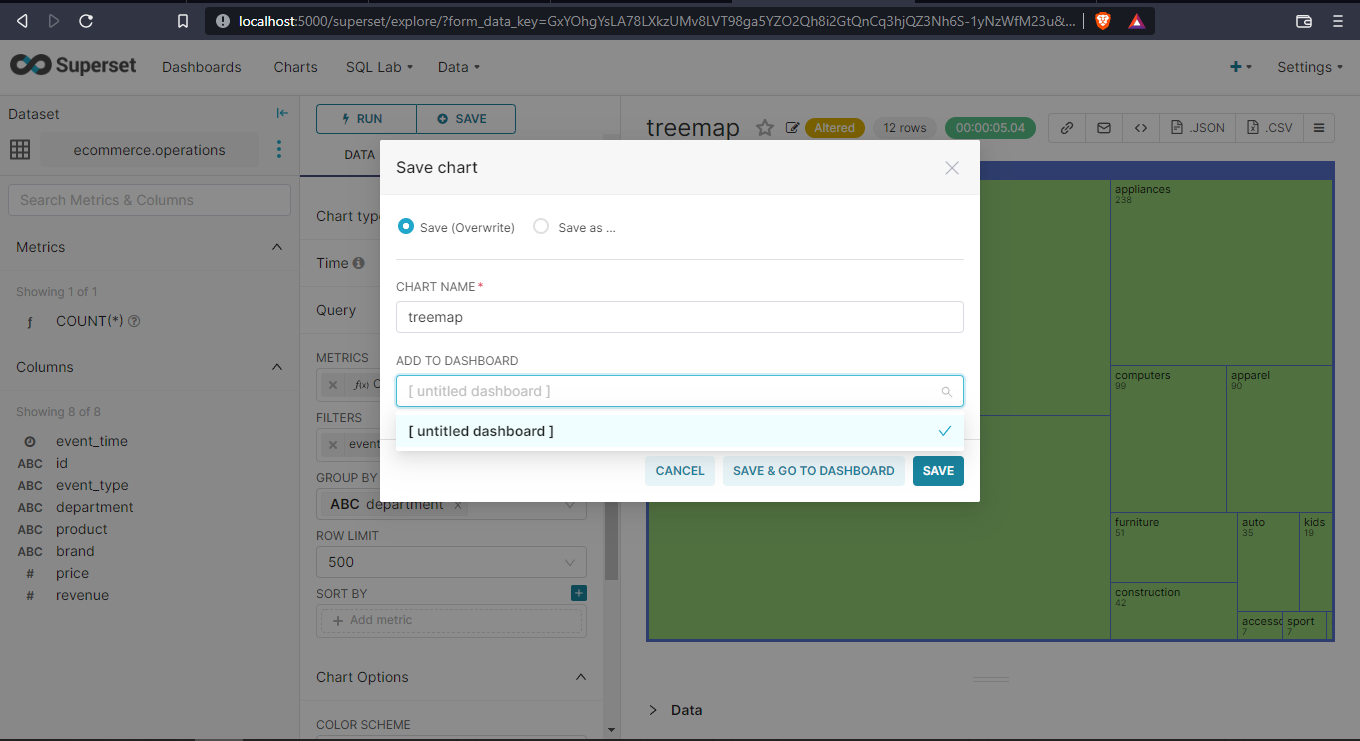 localhost:5000/superset/explore/?form_data_key=GxYOhgYsLA78LXkzUMv8LVT98ga5YZO2Qh8i2GtQnCq3hjQZ3Nh6S-1yNzWfM23u&...
Superset Dashboards Charts SQL Lab Data Settings
Dataset
ecommerce.operations
Search Metrics & Columns
Metrics
Showing 1 of 1
ƒ COUNT(*)
Columns
Showing 8 of 8
event_time
ABC id
ABC event_type
ABC department
ABC product
ABC brand
# price
# revenue
RUN SAVE
DATA
Chart type
Time
Query
METRICS
ƒ(x) C
FILTERS
event
GROUP BY
ABC department ×
ROW LIMIT
500
SORT BY
+ Add metric
Chart Options
COLOR SCHEME
treemap Altered 12 rows 00:00:05.04 .JSON .CSV
Save chart
Save (Overwrite) Save as ...
CHART NAME *
treemap
ADD TO DASHBOARD
[ untitled dashboard ]
[ untitled dashboard ]
CANCEL SAVE & GO TO DASHBOARD SAVE
appliances
238
computers
99
apparel
90
furniture
51
auto
35
kids
19
construction
42
accessc
7
sport
7
Data